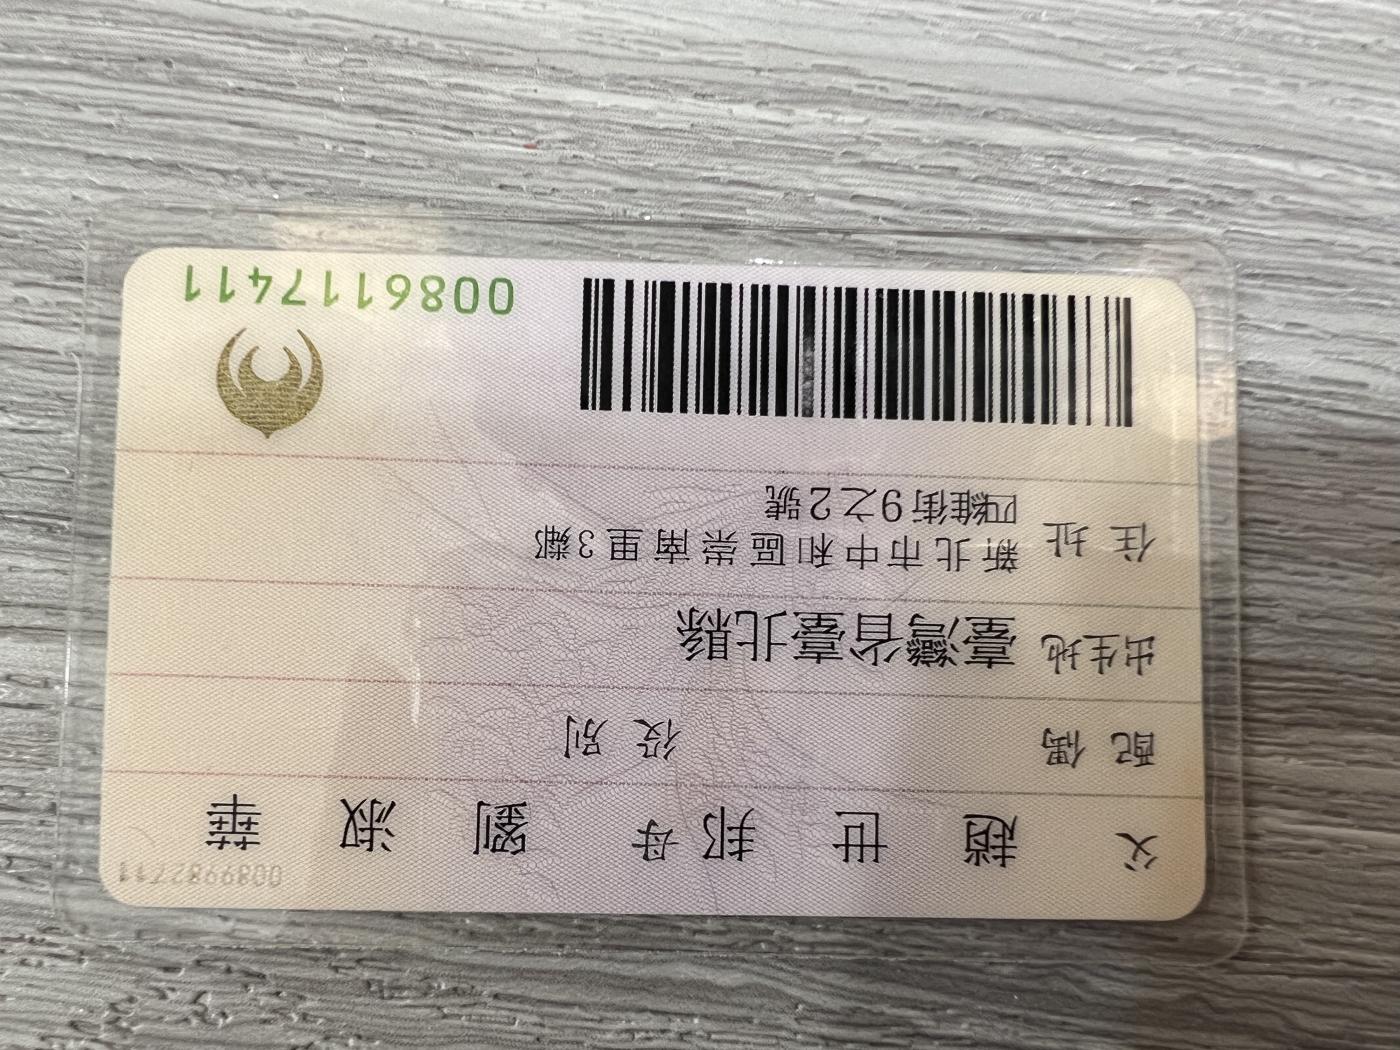 父 趙世邦 母 劉淑華
配偶 役別
出生地 臺灣省臺北縣
住址 新北市中和區崇南里3鄰
四維街9之2號
0086117411